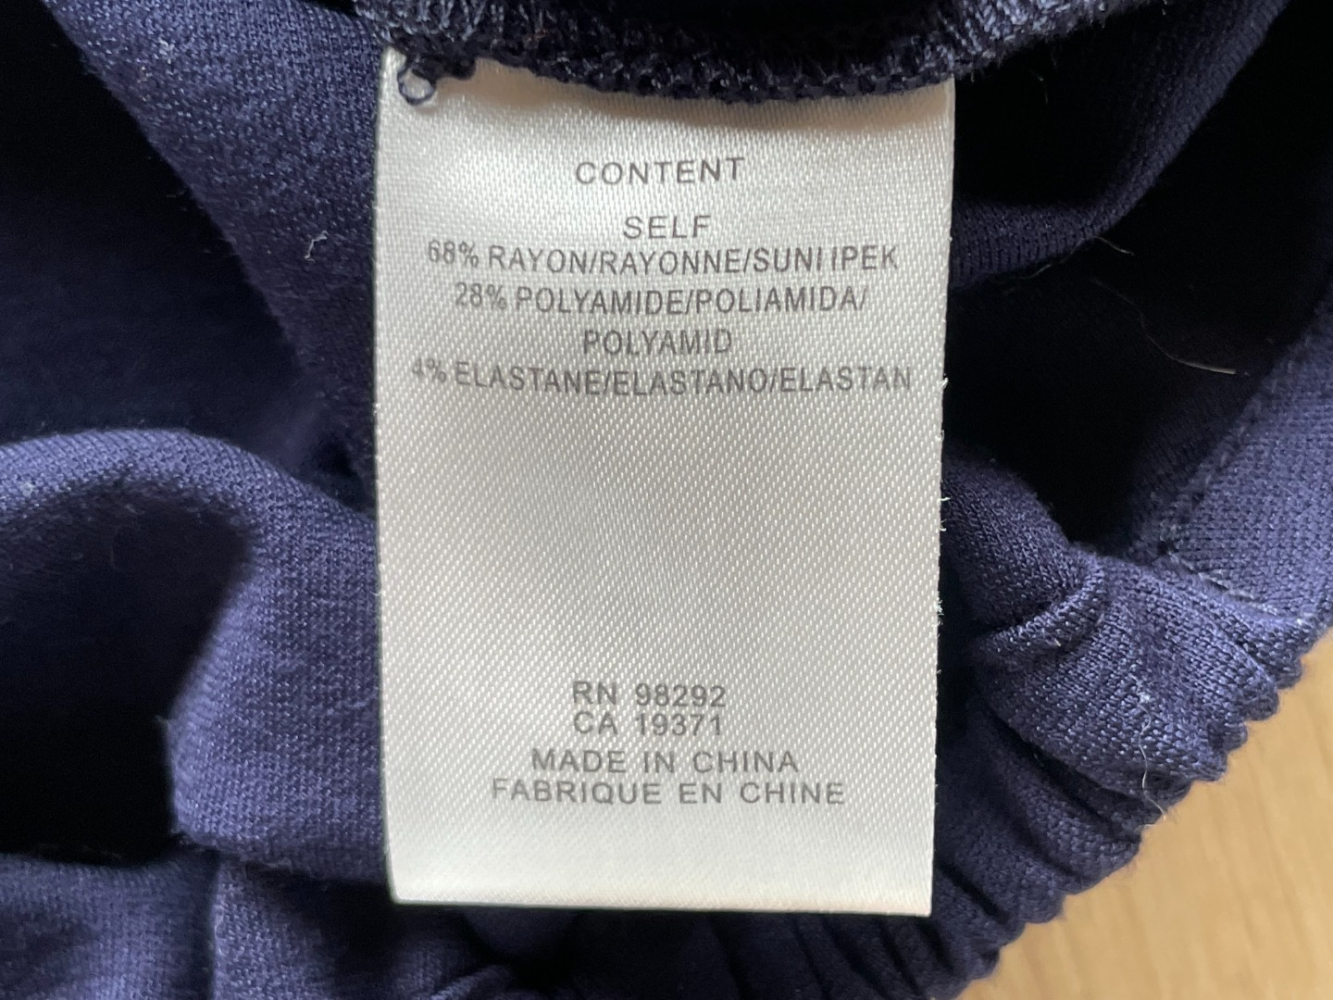 CONTENT
SELF
68% RAYON/RAYONNE/SUNI IPEK
28% POLYAMIDE/POLIAMIDA/
POLYAMID
4% ELASTANE/ELASTANO/ELASTAN
RN 98292
CA 19371
MADE IN CHINA
FABRIQUE EN CHINE